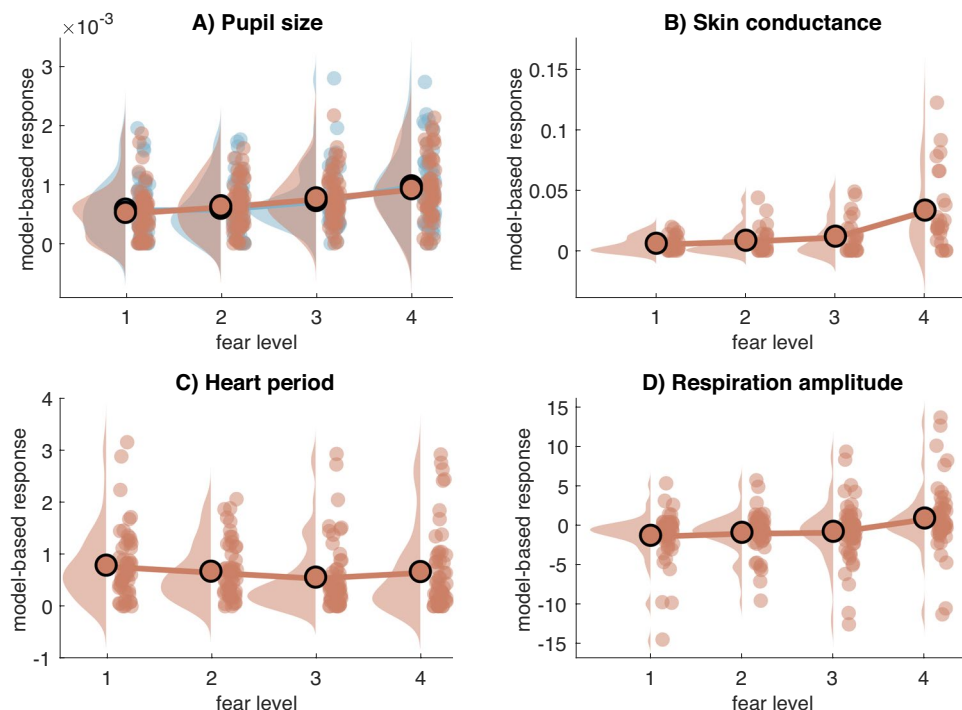 A) Pupil size
×10⁻³
model-based response
3
2
1
0
1 2 3 4
fear level
B) Skin conductance
model-based response
0.15
0.1
0.05
0
1 2 3 4
fear level
C) Heart period
model-based response
4
3
2
1
0
-1
1 2 3 4
fear level
D) Respiration amplitude
model-based response
15
10
5
0
-5
-10
-15
1 2 3 4
fear level